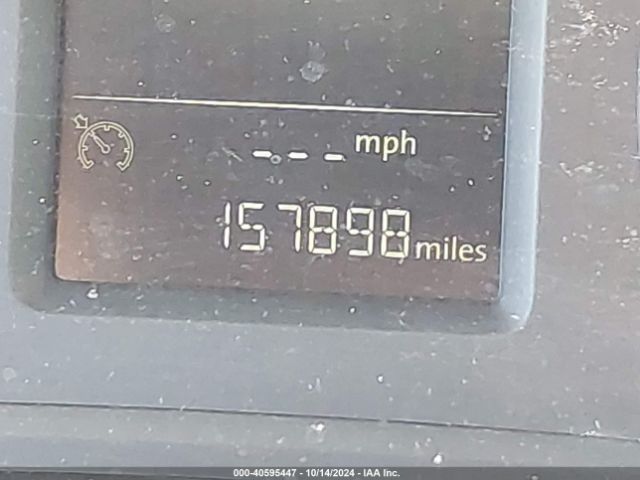 --- mph
157898 miles
000-40595447 - 10/14/2024 - IAA Inc.